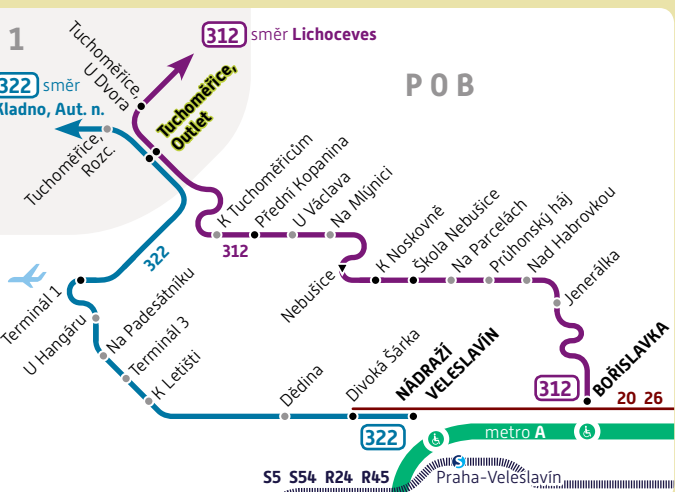 1
312 směr Lichoceves
322 směr
Kladno, Aut. n.
POB
Tuchoměřice,
U Dvora
Tuchoměřice,
Outlet
Tuchoměřice,
Rozc.
K Tuchoměřicům
Přední Kopanina
U Václava
Na Mlýnici
312
322
Nebušice
K Noskovně
Škola Nebušice
Na Parcelách
Průhonský háj
Nad Habrovkou
Jenerálka
Terminál 1
U Hangáru
Na Padesátníku
Terminál 3
K Letišti
Dědina
Divoká Šárka
NÁDRAŽÍ
VELESLAVÍN
312
BOŘISLAVKA
20 26
322
metro A
S
S5 S54 R24 R45
Praha-Veleslavín